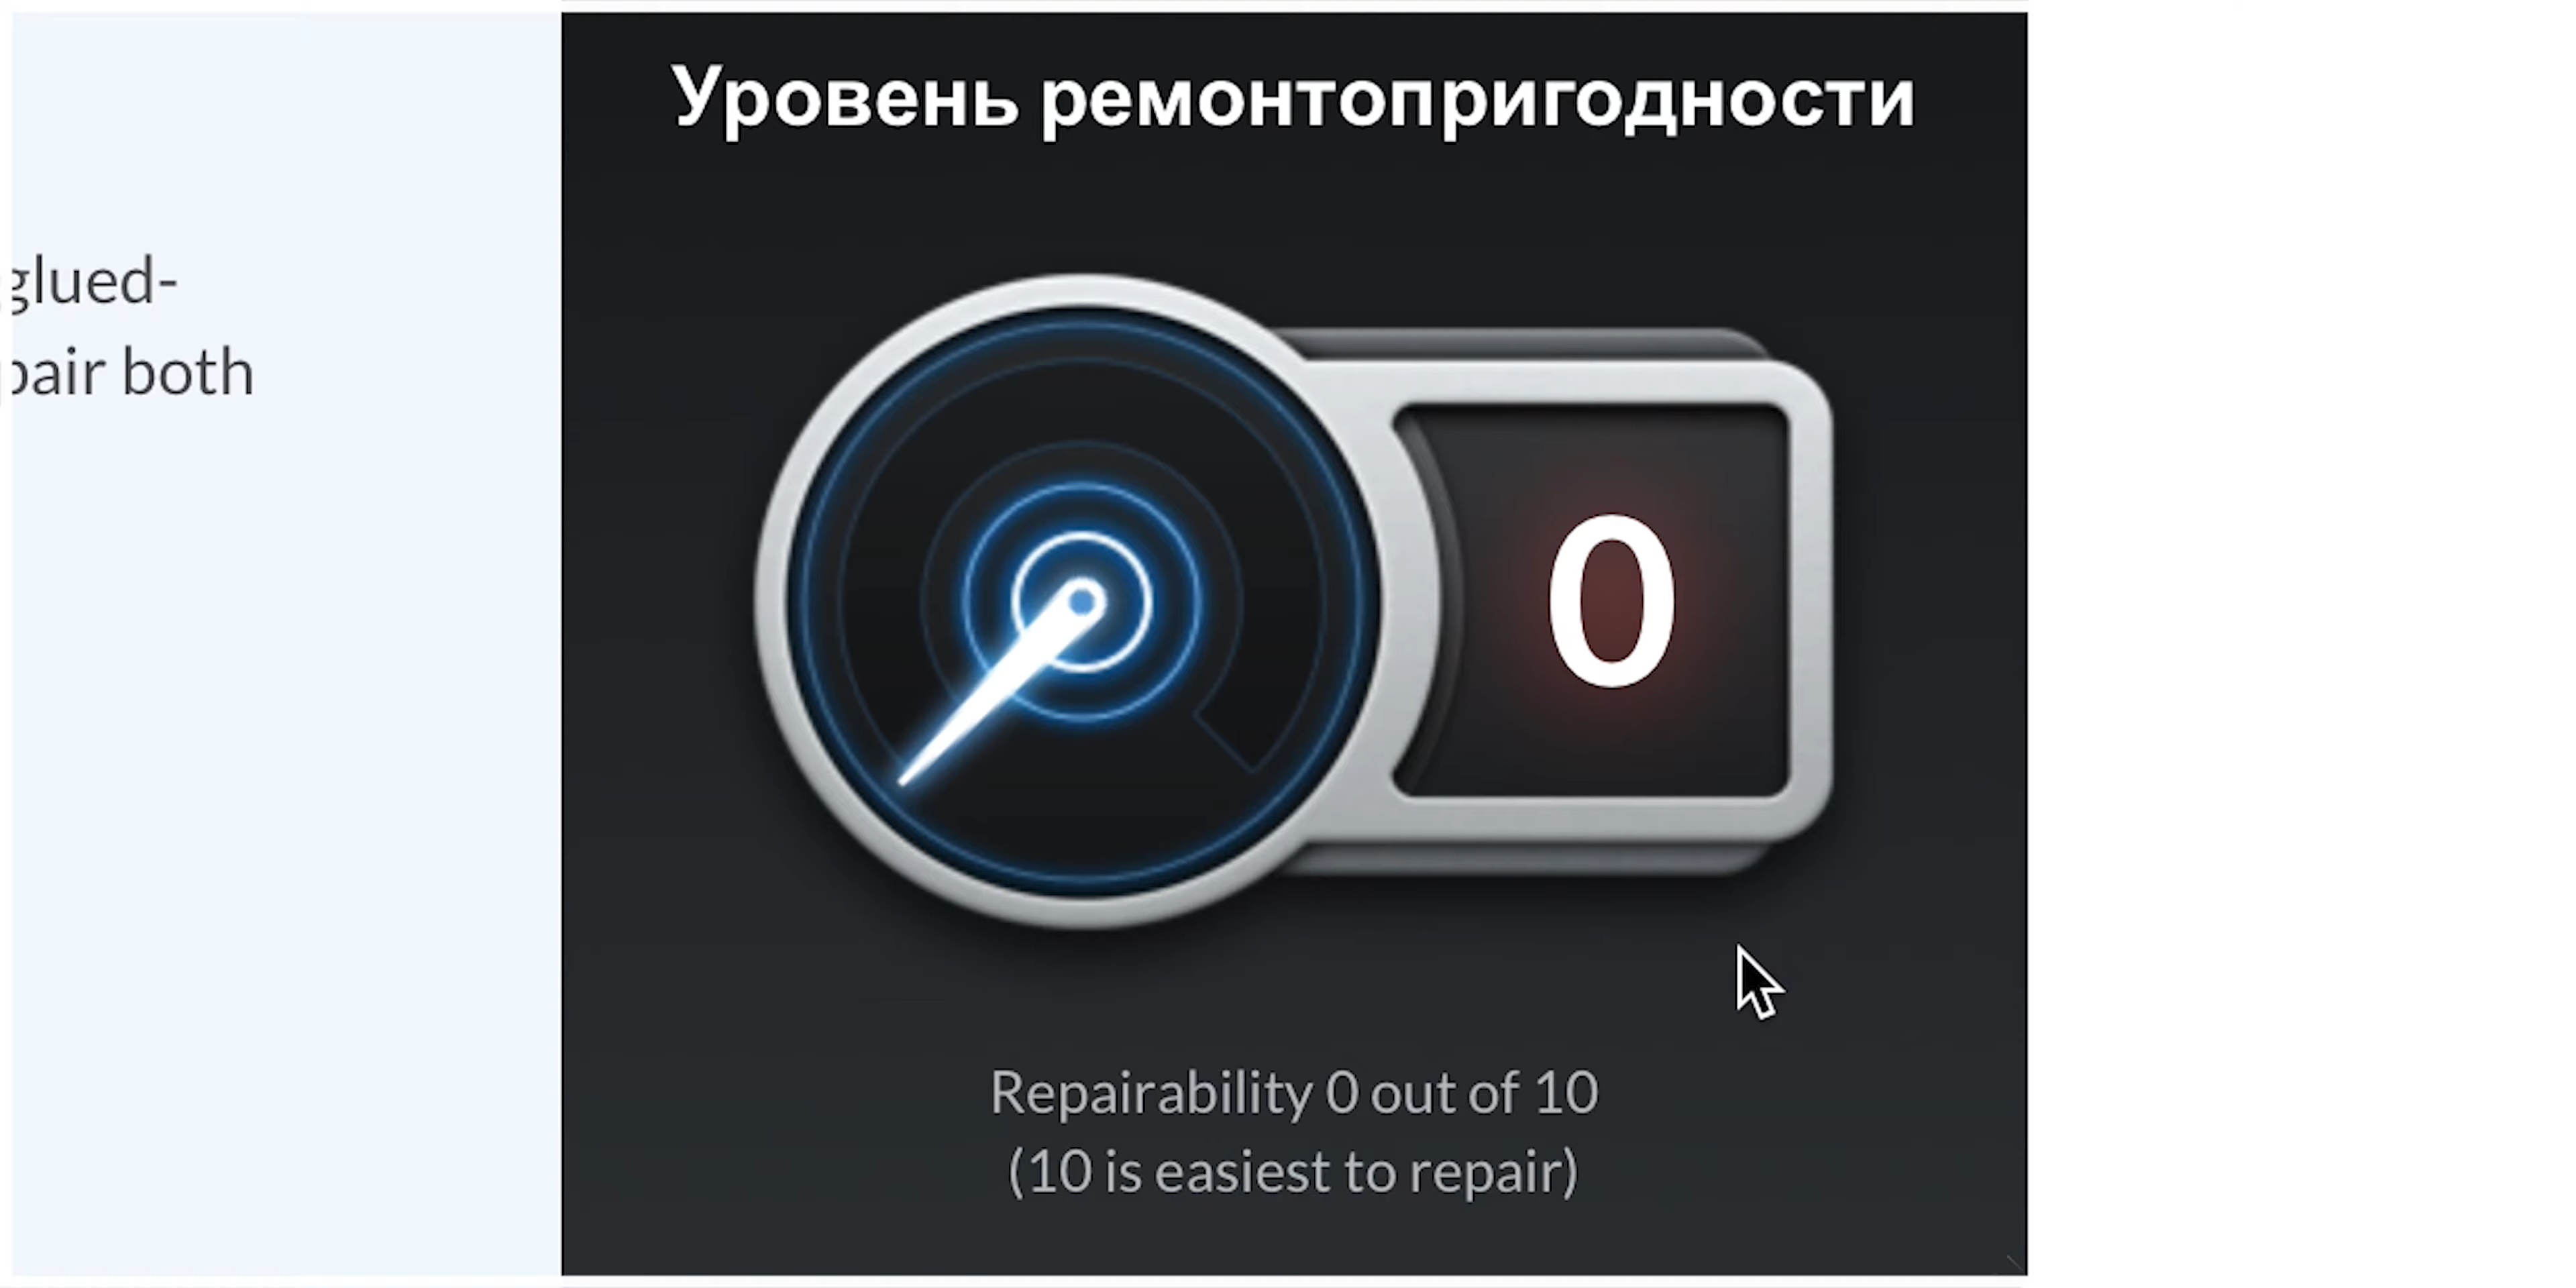 Уровень ремонтопригодности
glued-
pair both
0
Repairability 0 out of 10
(10 is easiest to repair)